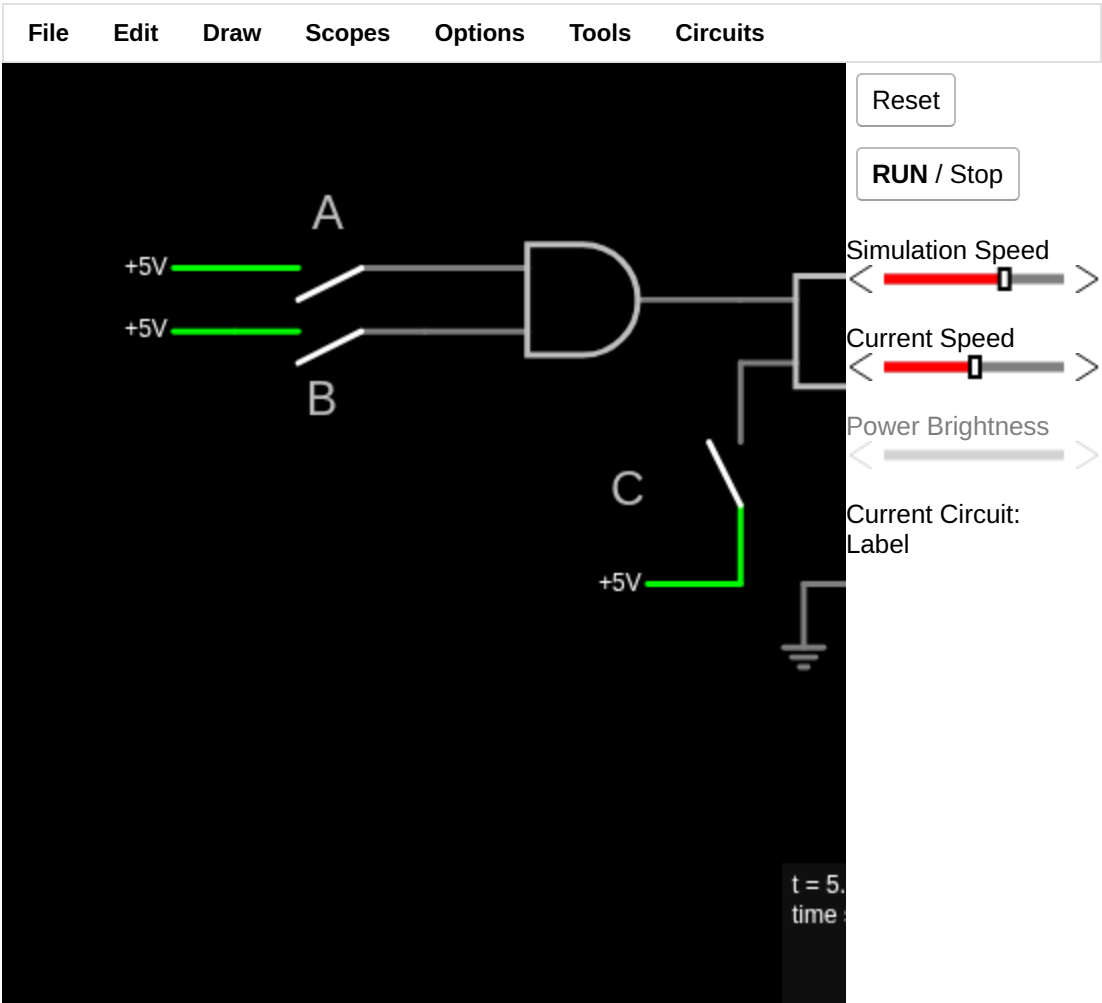 File Edit Draw Scopes Options Tools Circuits
Reset
RUN / Stop
Simulation Speed
Current Speed
Power Brightness
Current Circuit:
Label
A
+5V
+5V
B
C
+5V
t = 5.
time